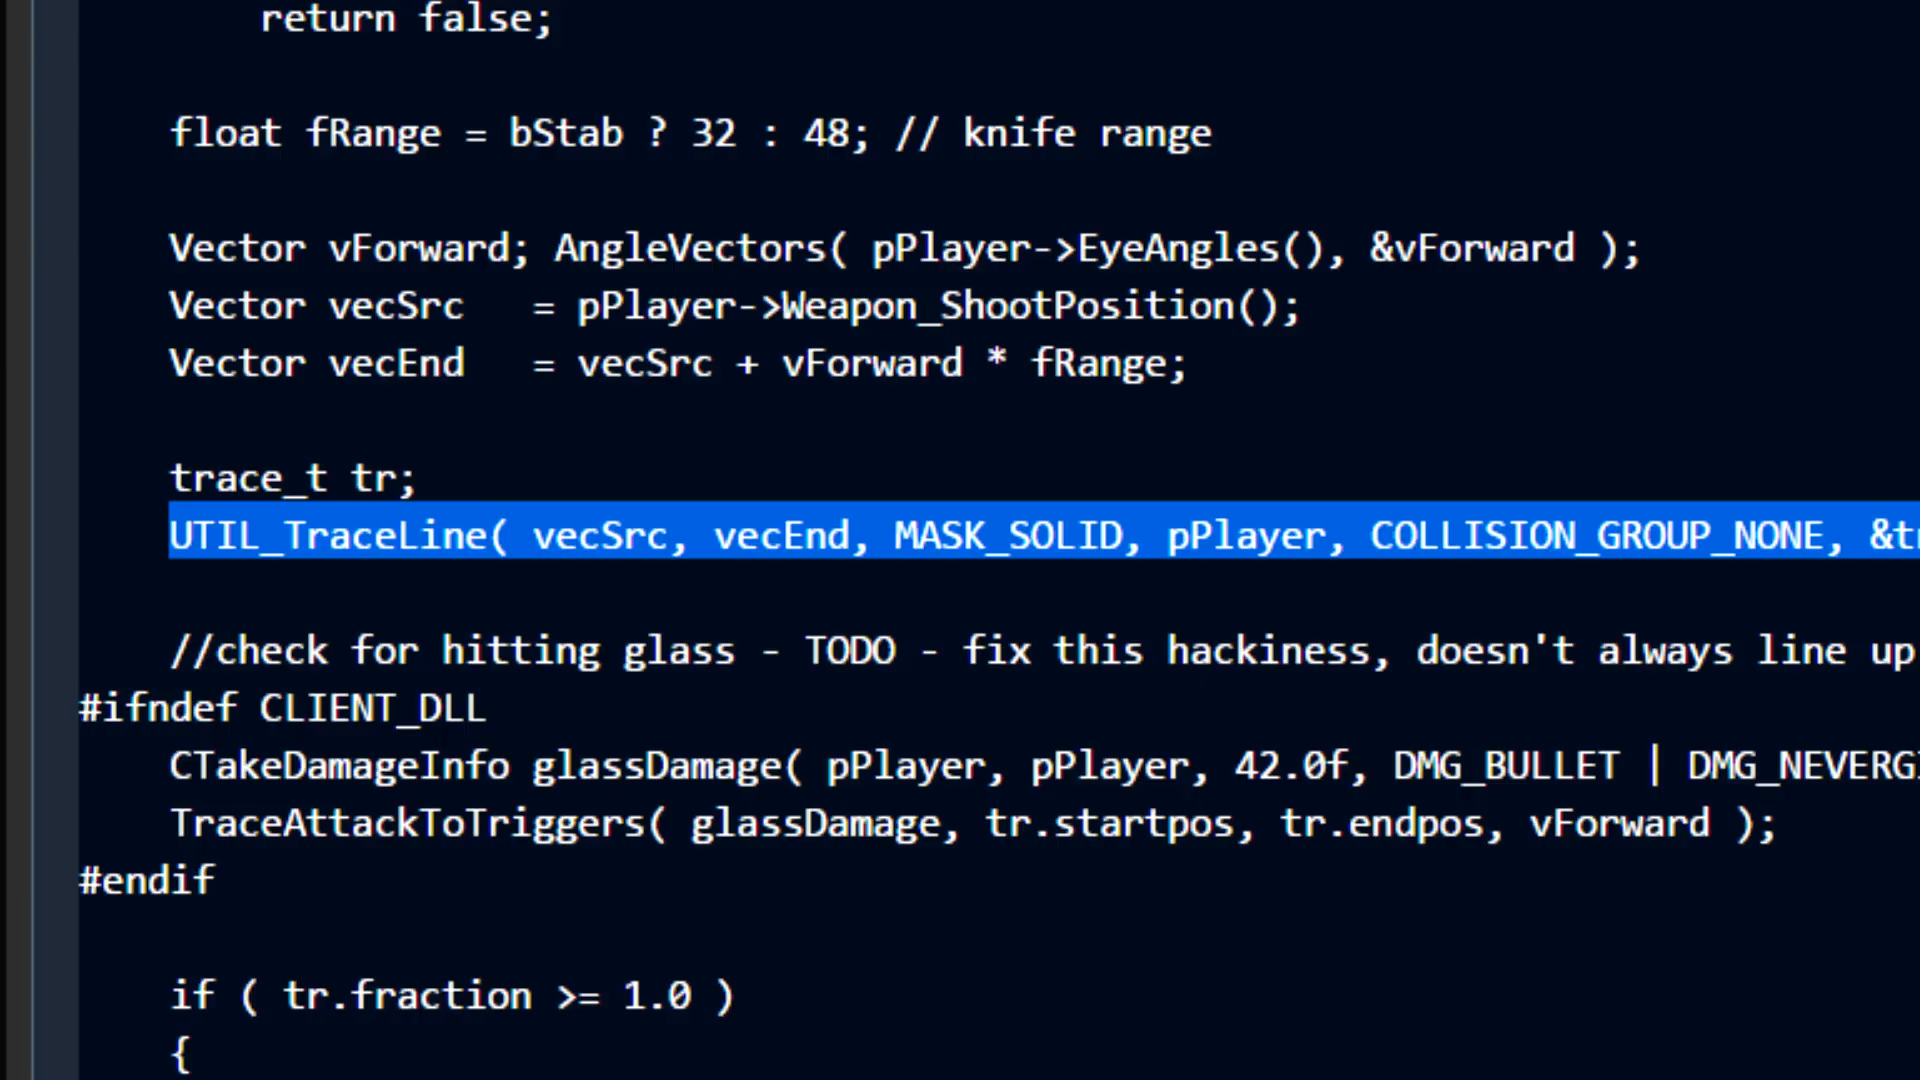 return false;
float fRange = bStab ? 32 : 48; // knife range
Vector vForward; AngleVectors( pPlayer->EyeAngles(), &vForward );
Vector vecSrc   = pPlayer->Weapon_ShootPosition();
Vector vecEnd   = vecSrc + vForward * fRange;
trace_t tr;
UTIL_TraceLine( vecSrc, vecEnd, MASK_SOLID, pPlayer, COLLISION_GROUP_NONE, &t
//check for hitting glass - TODO - fix this hackiness, doesn't always line up
#ifndef CLIENT_DLL
CTakeDamageInfo glassDamage( pPlayer, pPlayer, 42.0f, DMG_BULLET | DMG_NEVERG
TraceAttackToTriggers( glassDamage, tr.startpos, tr.endpos, vForward );
#endif
if ( tr.fraction >= 1.0 )
{